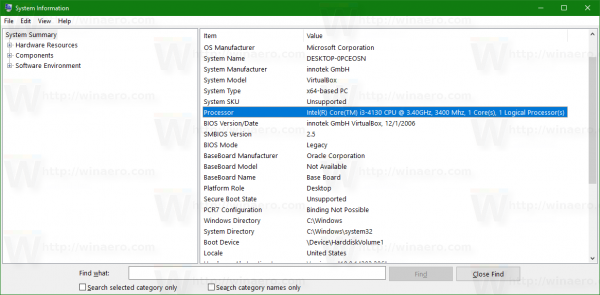 System Information
File Edit View Help
System Summary
Hardware Resources
Components
Software Environment
Item Value
OS Manufacturer Microsoft Corporation
System Name DESKTOP-0PCEOSN
System Manufacturer innotek GmbH
System Model VirtualBox
System Type x64-based PC
System SKU Unsupported
Processor Intel(R) Core(TM) i3-4130 CPU @ 3.40GHz, 3400 Mhz, 1 Core(s), 1 Logical Processor(s)
BIOS Version/Date innotek GmbH VirtualBox, 12/1/2006
SMBIOS Version 2.5
BIOS Mode Legacy
BaseBoard Manufacturer Oracle Corporation
BaseBoard Model Not Available
BaseBoard Name Base Board
Platform Role Desktop
Secure Boot State Unsupported
PCR7 Configuration Binding Not Possible
Windows Directory C:\Windows
System Directory C:\Windows\system32
Boot Device \Device\HarddiskVolume1
Locale United States
Find what: Find Close Find
Search selected category only Search category names only
http://winaero.com